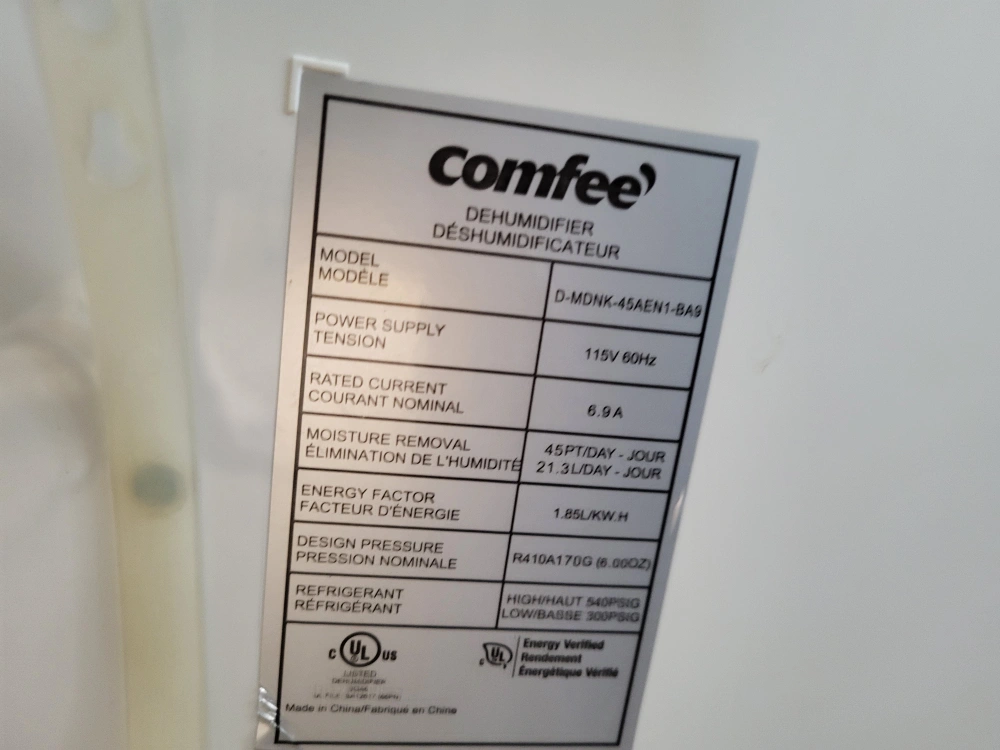 comfee
DEHUMIDIFIER
DÉSHUMIDIFICATEUR
MODEL
MODÈLE
D-MDNK-45AEN1-BA9
POWER SUPPLY
TENSION
115V 60Hz
RATED CURRENT
COURANT NOMINAL
6.9A
MOISTURE REMOVAL
ÉLIMINATION DE L'HUMIDITÉ
45PT/DAY - JOUR
21.3L/DAY - JOUR
ENERGY FACTOR
FACTEUR D'ÉNERGIE
1.85L/KW.H
DESIGN PRESSURE
PRESSION NOMINALE
R410A170G (6.00OZ)
REFRIGERANT
RÉFRIGÉRANT
HIGH/HAUT 540PSIG
LOW/BASSE 300PSIG
C UL US
LISTED
DEHUMIDIFIER
C UL
Energy Verified
Rendement
Énergétique Vérifié
Made in China/Fabriqué en Chine